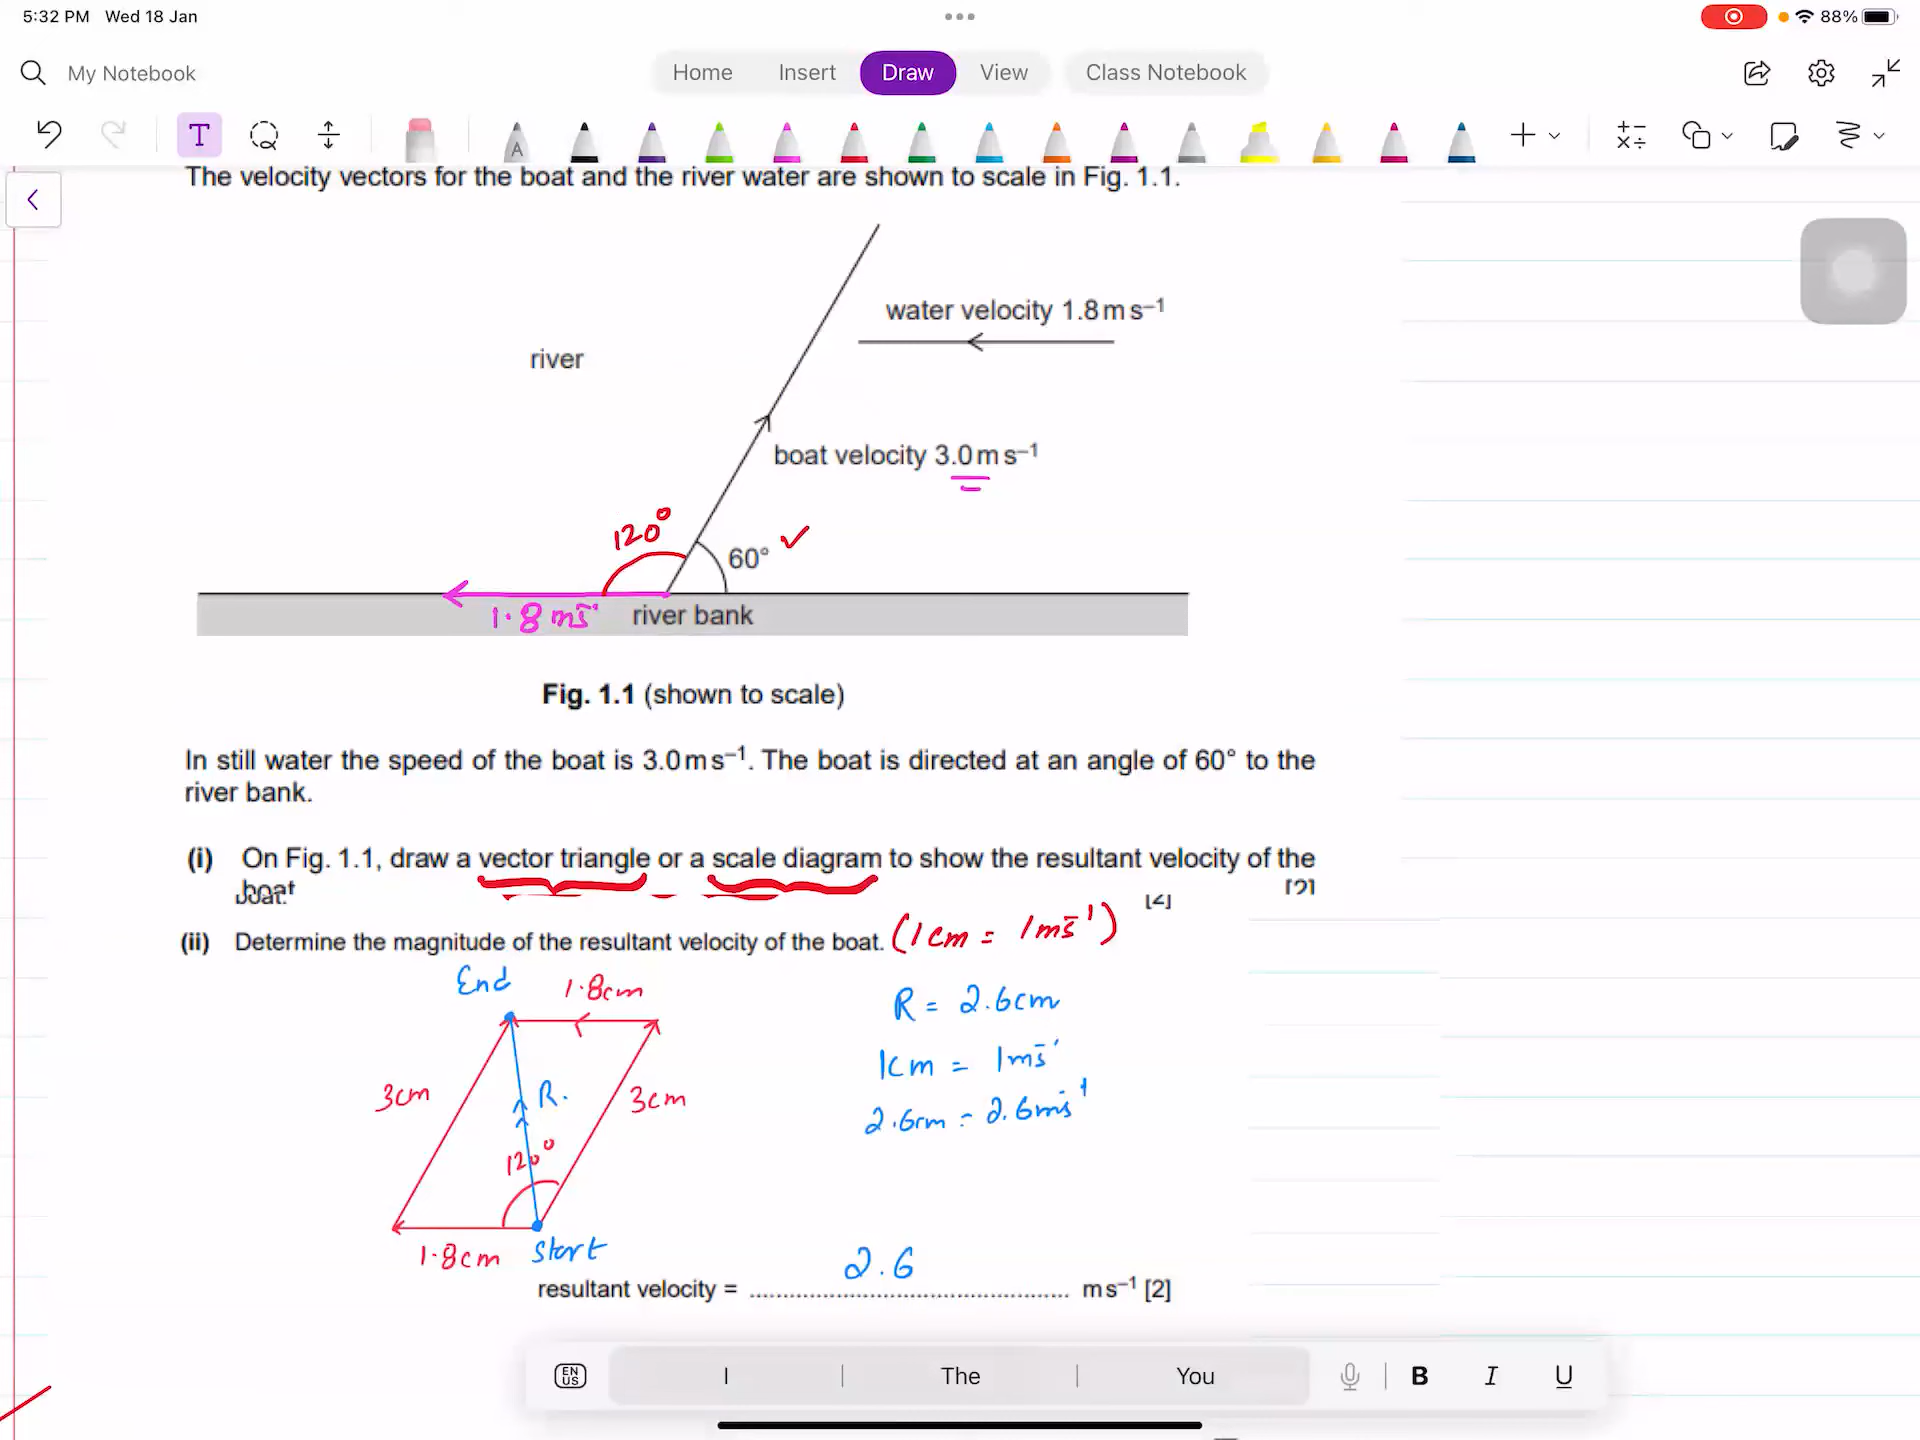 5:32 PM Wed 18 Jan
88%
My Notebook
Home Insert Draw View Class Notebook
The velocity vectors for the boat and the river water are shown to scale in Fig. 1.1.
water velocity 1.8 m s⁻¹
river
boat velocity 3.0 m s⁻¹
120°
60° ✓
1.8 ms⁻¹
river bank
Fig. 1.1 (shown to scale)
In still water the speed of the boat is 3.0 m s⁻¹. The boat is directed at an angle of 60° to the
river bank.
(i) On Fig. 1.1, draw a vector triangle or a scale diagram to show the resultant velocity of the
boat. [2]
[2]
(ii) Determine the magnitude of the resultant velocity of the boat. (1cm = 1ms⁻¹)
End 1.8cm
R = 2.6cm
1cm = 1ms⁻¹
3cm R. 3cm
2.6cm = 2.6ms⁻¹
120°
1.8cm Start
2.6
resultant velocity = ........................................ m s⁻¹ [2]
EN US I The You B I U